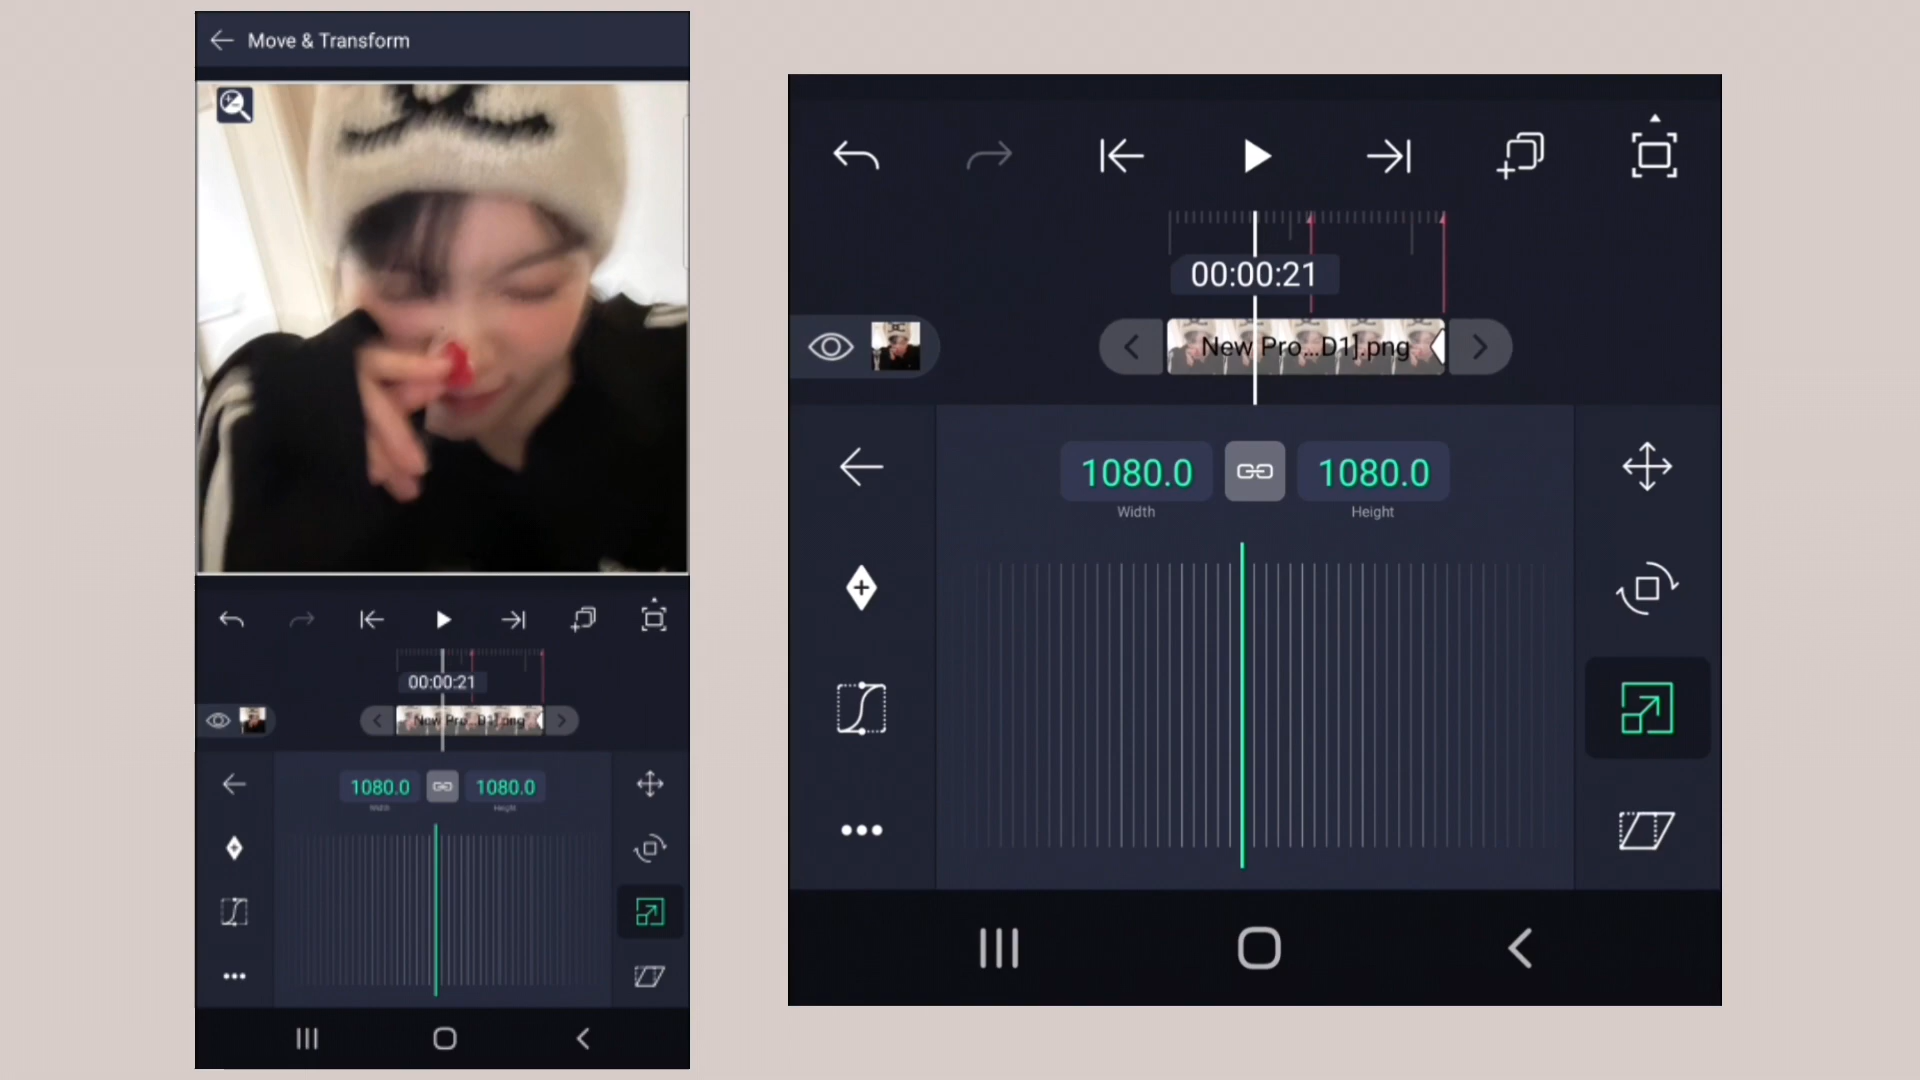 Move & Transform
00:00:21
New Pro...D1].png
1080.0 1080.0
Width Height
00:00:21
New Pro...D1].png
1080.0 1080.0
Width Height